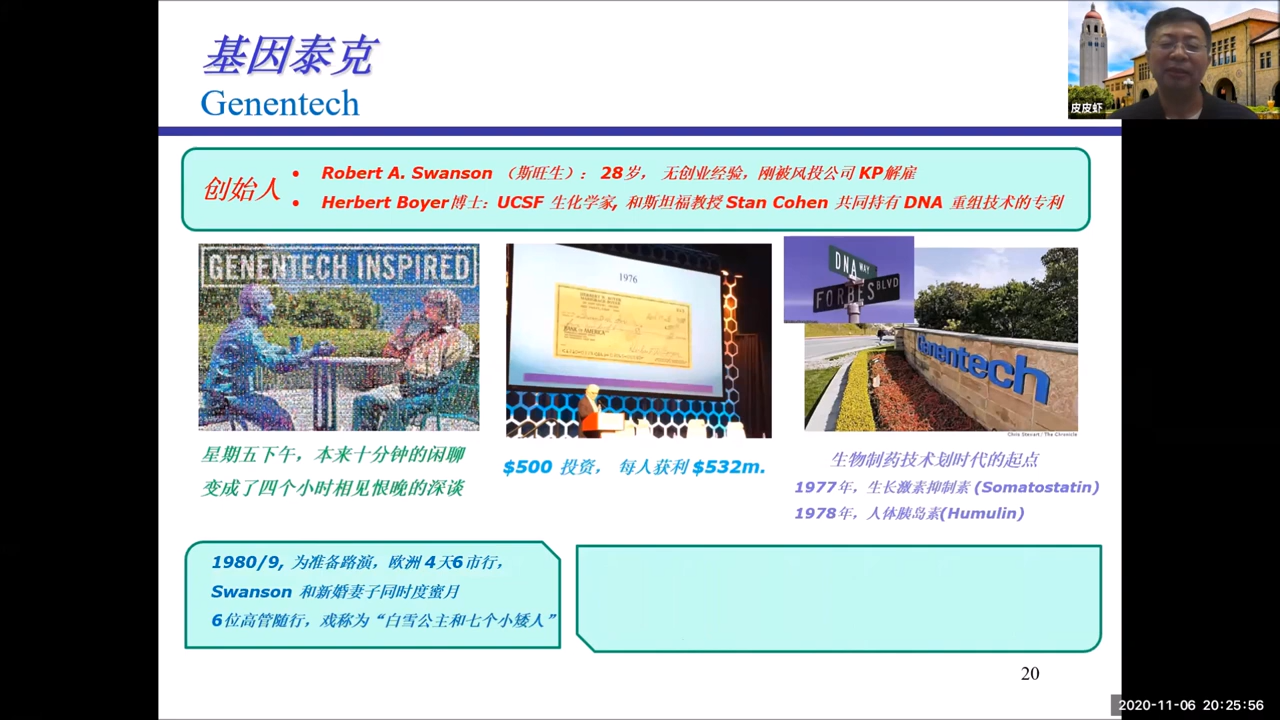 基因泰克
Genentech
皮皮虾
创始人
• Robert A. Swanson （斯旺生）： 28岁， 无创业经验，刚被风投公司 KP解雇
• Herbert Boyer博士：UCSF 生化学家, 和斯坦福教授 Stan Cohen 共同持有 DNA 重组技术的专利
GENENTECH INSPIRED
1976
BANK OF AMERICA
DNA WAY
FORBES BLVD
Genentech
Chris Stewart / The Chronicle
星期五下午，本来十分钟的闲聊
变成了四个小时相见恨晚的深谈
$500 投资， 每人获利 $532m.
生物制药技术划时代的起点
1977年，生长激素抑制素 (Somatostatin)
1978年，人体胰岛素(Humulin)
1980/9, 为准备路演，欧洲 4天6市行，
Swanson 和新婚妻子同时度蜜月
6位高管随行，戏称为“白雪公主和七个小矮人”
20
2020-11-06 20:25:56